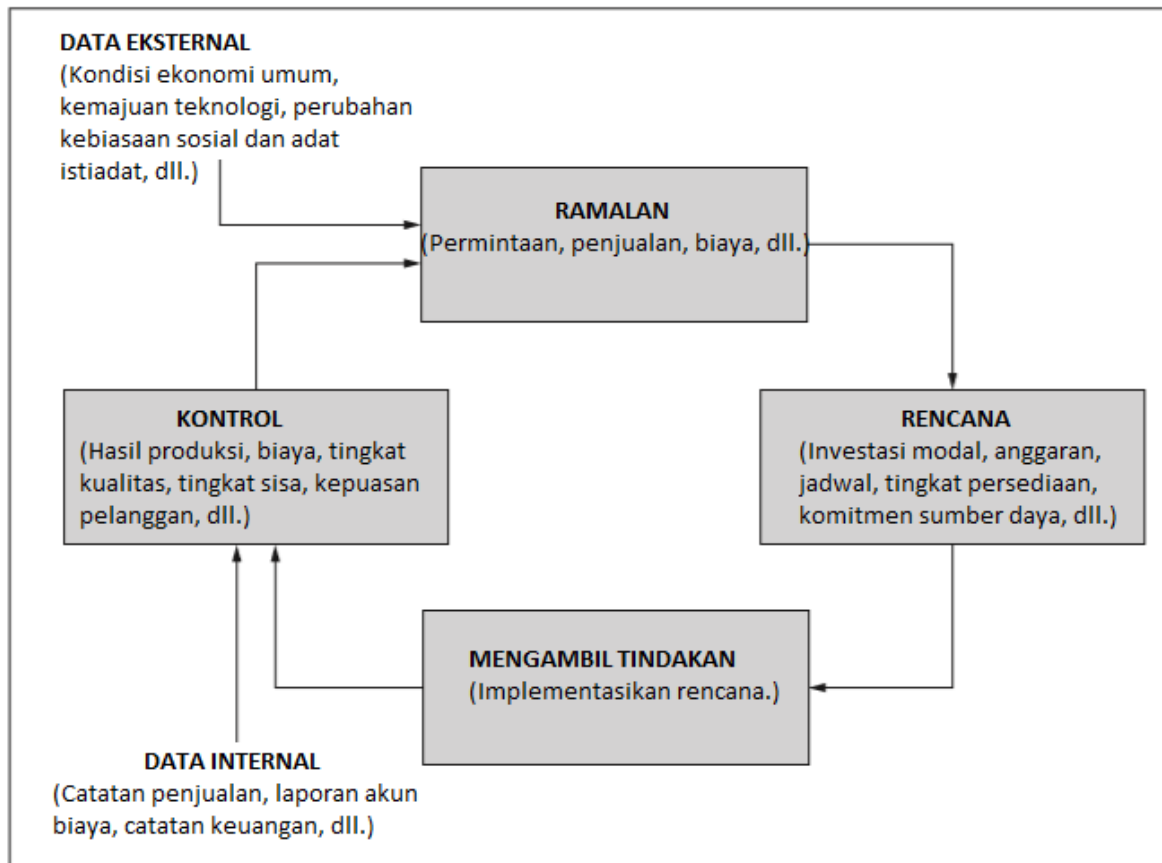 DATA EKSTERNAL
(Kondisi ekonomi umum,
kemajuan teknologi, perubahan
kebiasaan sosial dan adat
istiadat, dll.)
RAMALAN
(Permintaan, penjualan, biaya, dll.)
KONTROL
(Hasil produksi, biaya, tingkat
kualitas, tingkat sisa, kepuasan
pelanggan, dll.)
RENCANA
(Investasi modal, anggaran,
jadwal, tingkat persediaan,
komitmen sumber daya, dll.)
MENGAMBIL TINDAKAN
(Implementasikan rencana.)
DATA INTERNAL
(Catatan penjualan, laporan akun
biaya, catatan keuangan, dll.)